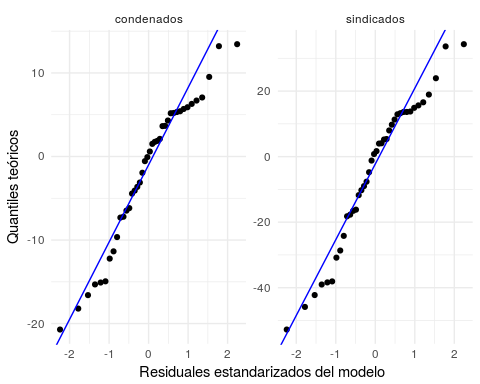 condenados
sindicados
Quantiles teóricos
10
0
-10
-20
20
0
-20
-40
-2 -1 0 1 2
-2 -1 0 1 2
Residuales estandarizados del modelo